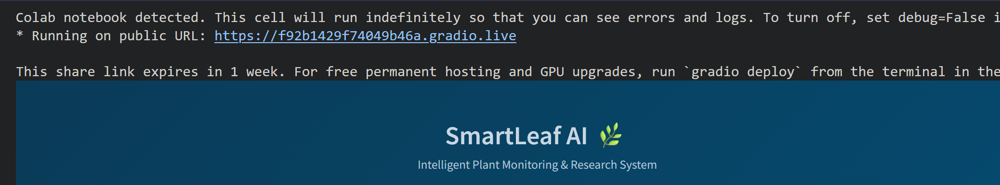 Colab notebook detected. This cell will run indefinitely so that you can see errors and logs. To turn off, set debug=False i
* Running on public URL: https://f92b1429f74049b46a.gradio.live
This share link expires in 1 week. For free permanent hosting and GPU upgrades, run `gradio deploy` from the terminal in the
SmartLeaf AI 🌿
Intelligent Plant Monitoring & Research System